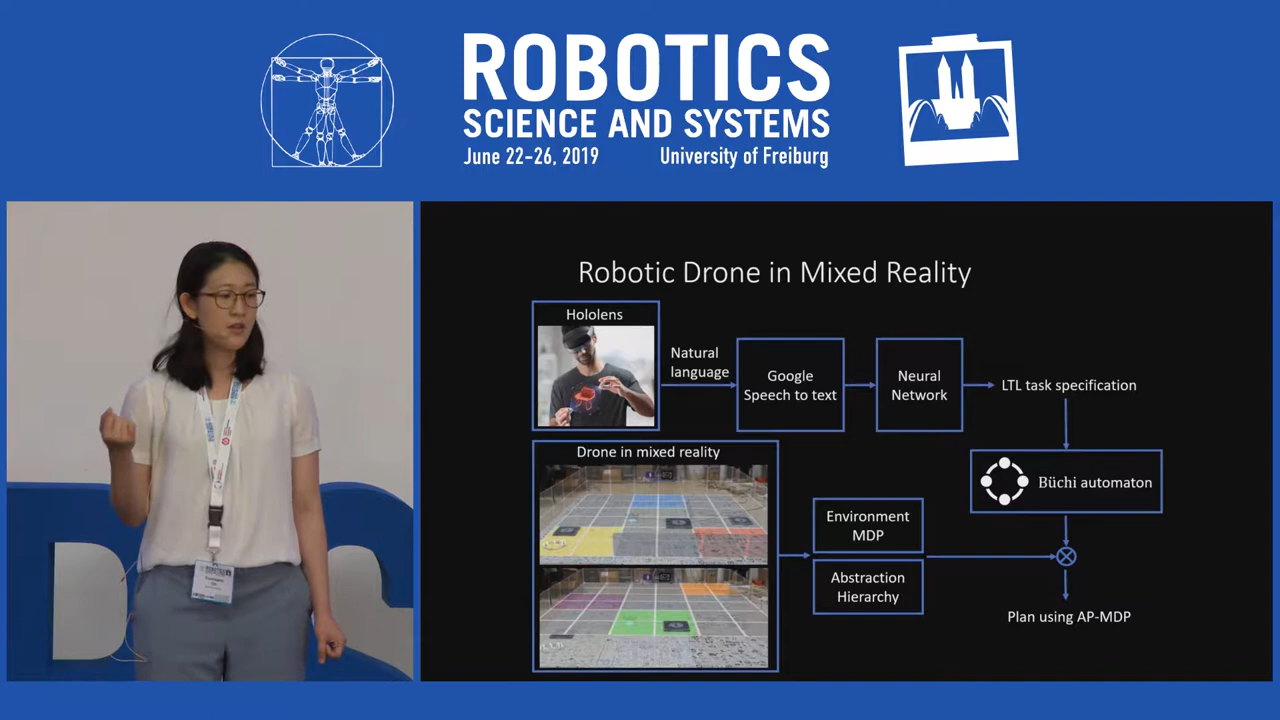 ROBOTICS
SCIENCE AND SYSTEMS
June 22-26, 2019 University of Freiburg
Robotic Drone in Mixed Reality
Hololens
Natural
language
Google
Speech to text
Neural
Network
LTL task specification
Drone in mixed reality
Büchi automaton
Environment
MDP
Abstraction
Hierarchy
Plan using AP-MDP